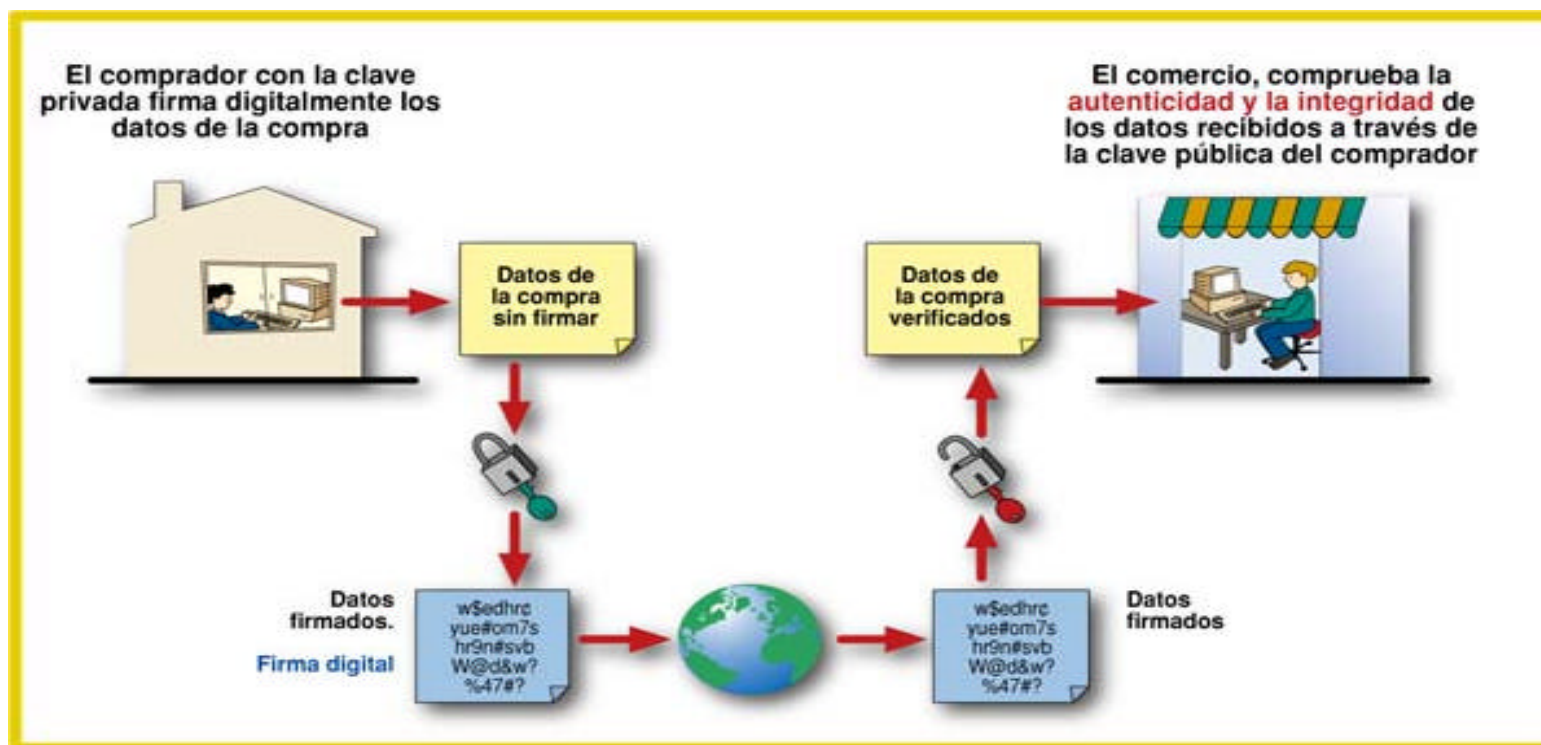 El comprador con la clave
privada firma digitalmente los
datos de la compra
El comercio, comprueba la
autenticidad y la integridad de
los datos recibidos a través de
la clave pública del comprador
Datos de
la compra
sin firmar
Datos de
la compra
verificados
Datos
firmados.
Firma digital
w$edhrc
yue#om7s
hr9n#svb
W@d&w?
%47#?
w$edhrc
yue#om7s
hr9n#svb
W@d&w?
%47#?
Datos
firmados